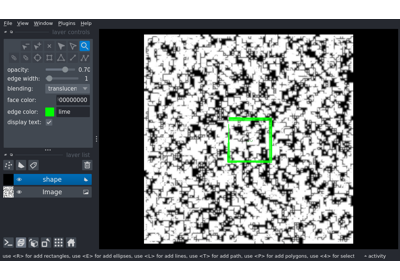 File View Window Plugins Help
layer controls
opacity: 0.70
edge width: 1
blending: translucen
face color: 00000000
edge color: lime
display text:
layer list
shape
Image
use <R> for add rectangles, use <E> for add ellipses, use <L> for add lines, use <T> for add path, use <P> for add polygons, use <4> for select activity